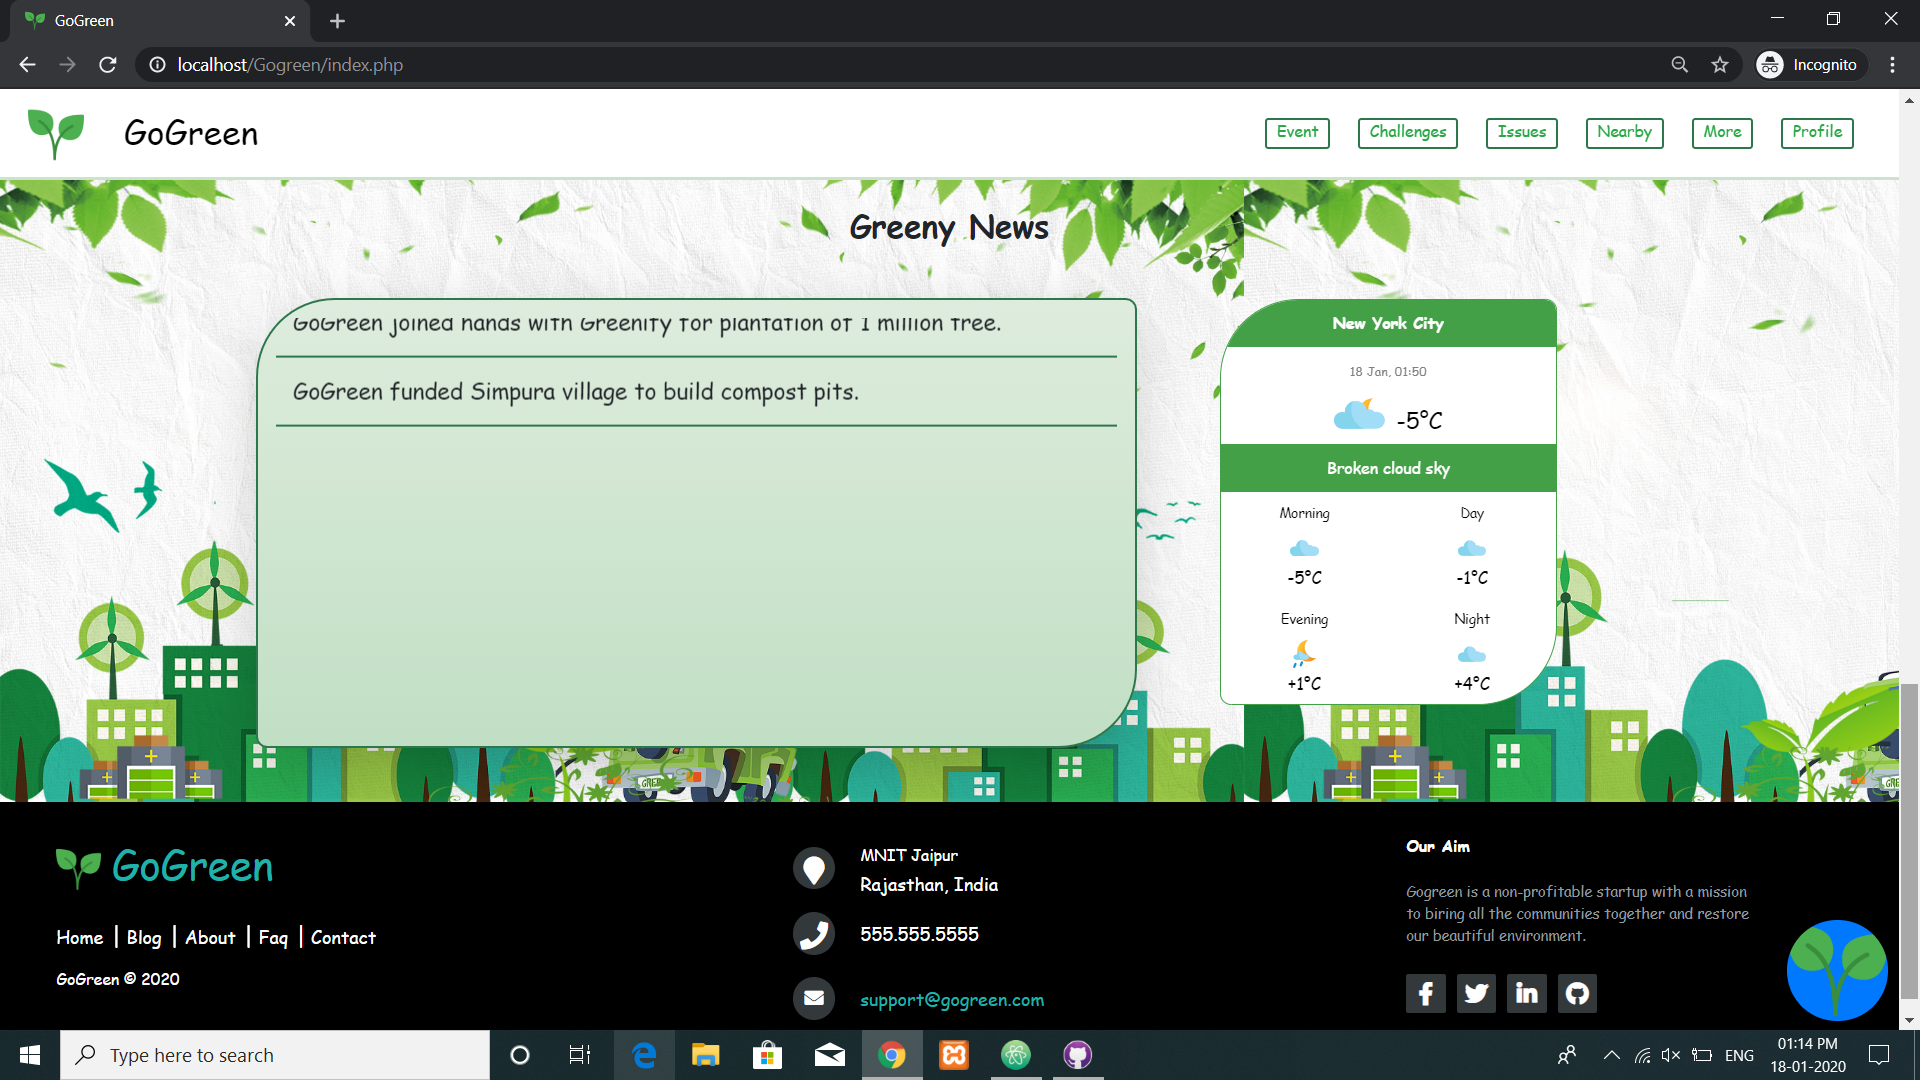 GoGreen
localhost/Gogreen/index.php
Incognito
GoGreen
Event
Challenges
Issues
Nearby
More
Profile
Greeny News
GoGreen joined hands with Greenify for plantation of 1 million tree.
GoGreen funded Simpura village to build compost pits.
New York City
18 Jan, 01:50
-5°C
Broken cloud sky
Morning
Day
-5°C
-1°C
Evening
Night
+1°C
+4°C
GoGreen
Home
Blog
About
Faq
Contact
GoGreen © 2020
MNIT Jaipur
Rajasthan, India
555.555.5555
support@gogreen.com
Our Aim
Gogreen is a non-profitable startup with a mission
to biring all the communities together and restore
our beautiful environment.
Type here to search
ENG
01:14 PM
18-01-2020